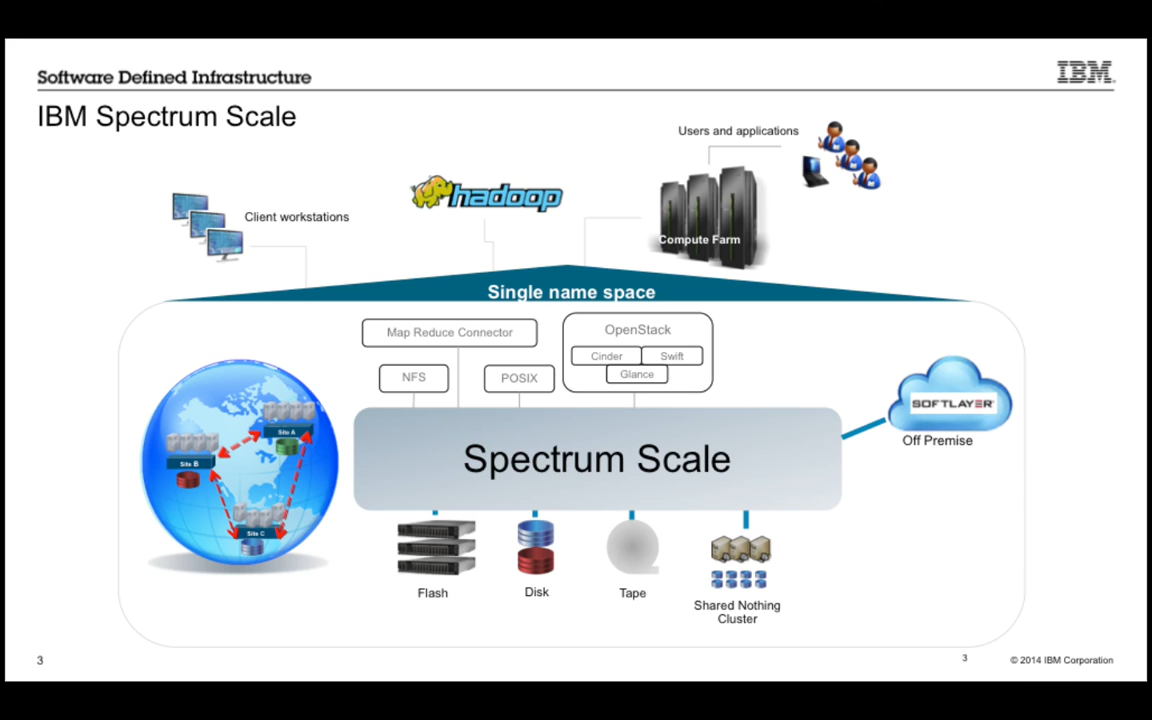 Software Defined Infrastructure
IBM
IBM Spectrum Scale
Users and applications
Client workstations
hadoop
Compute Farm
Single name space
Map Reduce Connector
OpenStack
Cinder
Swift
Glance
NFS
POSIX
Site A
Site B
Site C
Spectrum Scale
SOFTLAYER
Off Premise
Flash
Disk
Tape
Shared Nothing
Cluster
3
3
© 2014 IBM Corporation